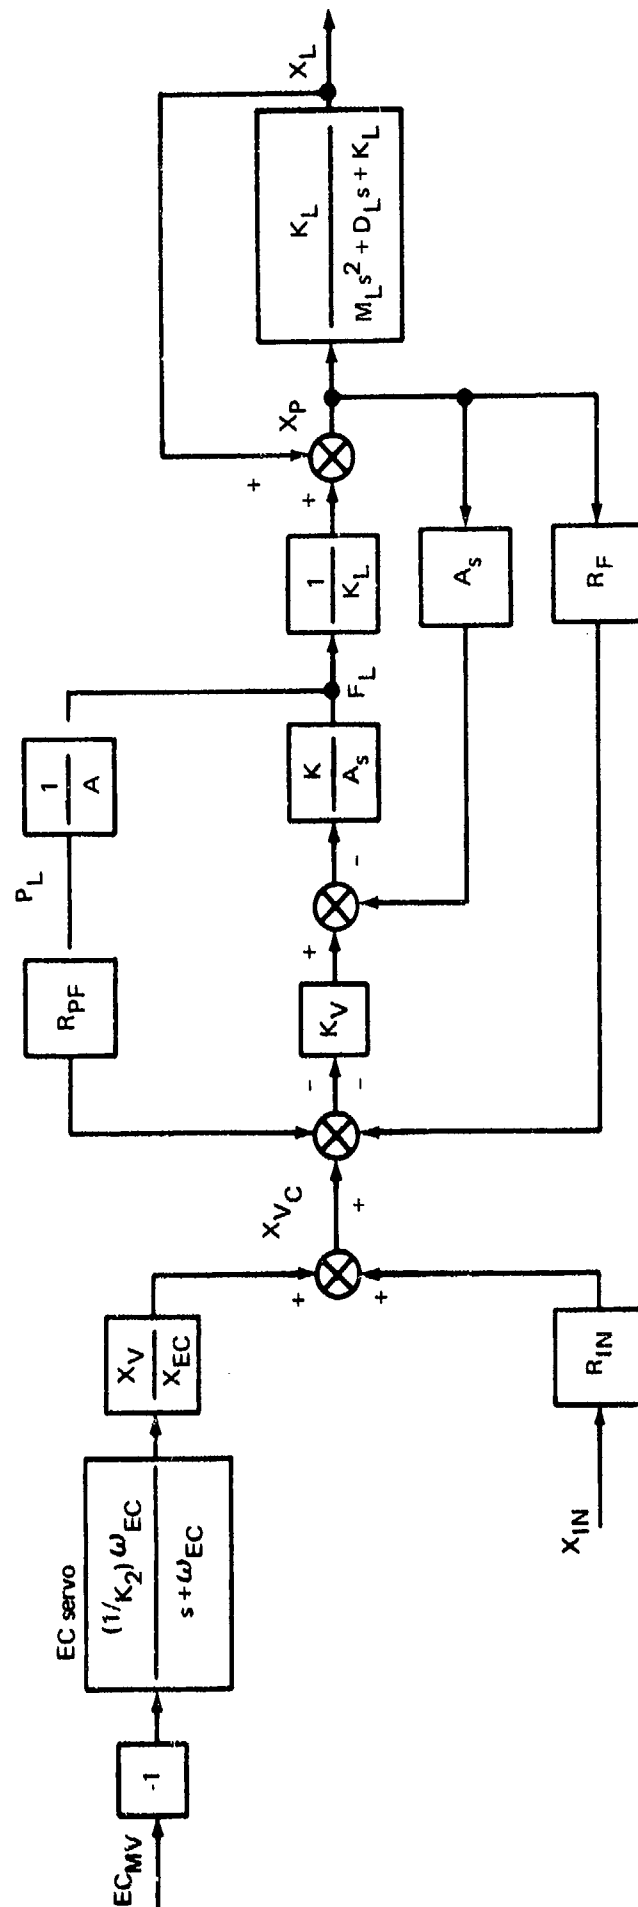 EC_MV
-1
EC servo
(1/K_2) ω_EC
s + ω_EC
X_V
X_EC
+
+
X_IN
R_IN
X_VC
+
-
-
R_PF
P_L
1
A
K_V
+
-
K
A_s
F_L
1
K_L
+
+
X_P
A_s
R_F
K_L
M_L s² + D_L s + K_L
X_L